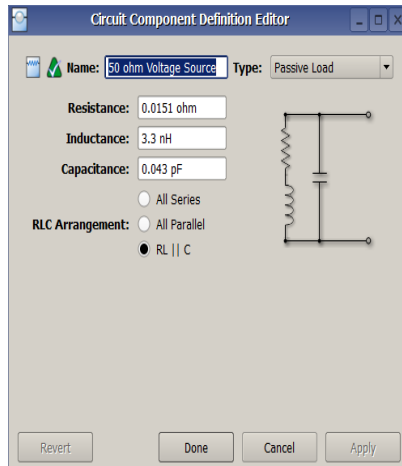 Circuit Component Definition Editor
Name: 50 ohm Voltage Source Type: Passive Load
Resistance: 0.0151 ohm
Inductance: 3.3 nH
Capacitance: 0.043 pF
All Series
RLC Arrangement: All Parallel
RL || C
Revert Done Cancel Apply